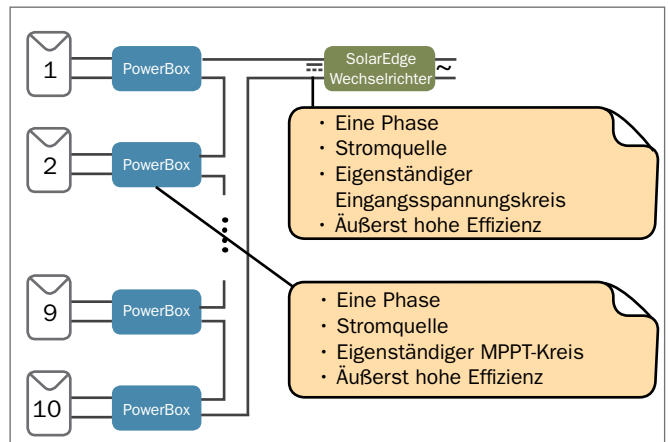 1
PowerBox
SolarEdge
Wechselrichter
~
2
PowerBox
· Eine Phase
· Stromquelle
· Eigenständiger
Eingangsspannungskreis
· Äußerst hohe Effizienz
9
PowerBox
10
PowerBox
· Eine Phase
· Stromquelle
· Eigenständiger MPPT-Kreis
· Äußerst hohe Effizienz